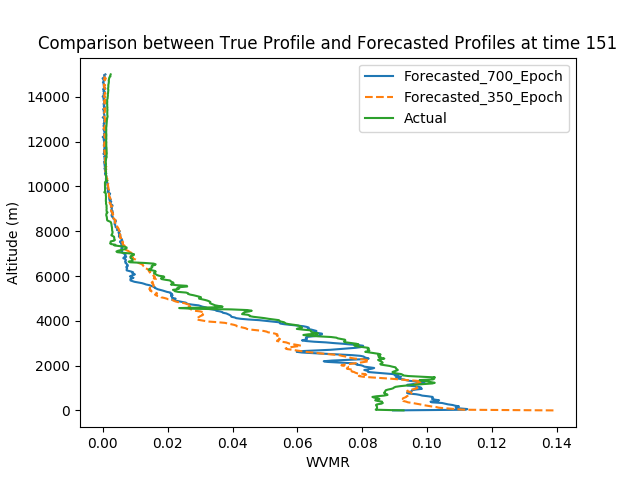 Comparison between True Profile and Forecasted Profiles at time 151
Forecasted_700_Epoch
Forecasted_350_Epoch
Actual
Altitude (m)
14000
12000
10000
8000
6000
4000
2000
0
0.00 0.02 0.04 0.06 0.08 0.10 0.12 0.14
WVMR